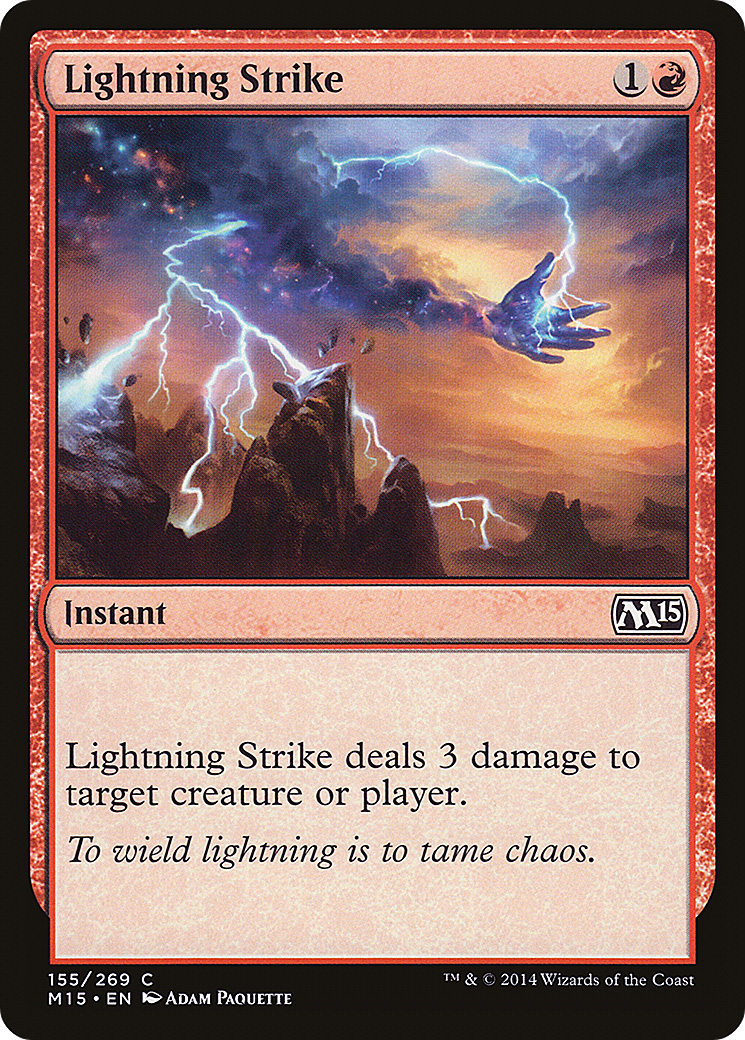 Lightning Strike 1
Instant M15
Lightning Strike deals 3 damage to
target creature or player.
To wield lightning is to tame chaos.
155/269 C ™ & © 2014 Wizards of the Coast
M15 • EN Adam Paquette